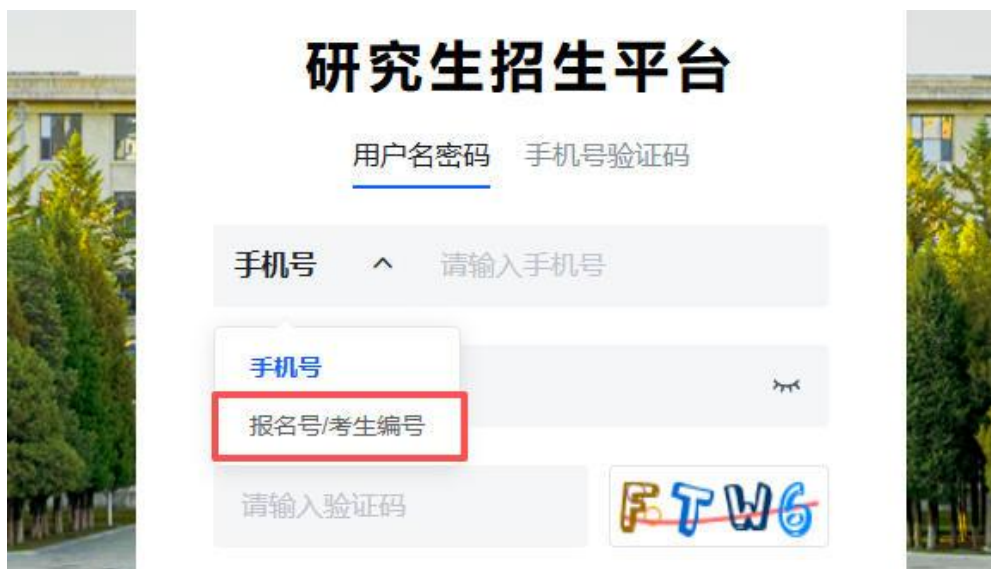 研究生招生平台
用户名密码 手机号验证码
手机号 请输入手机号
手机号
报名号/考生编号
请输入验证码 FTW6